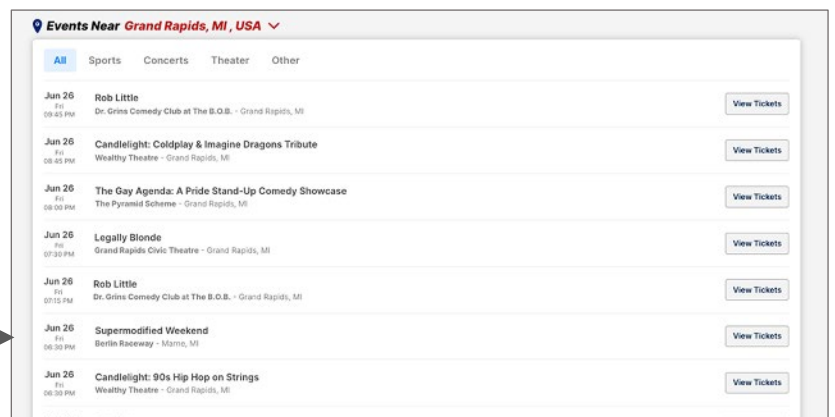 Events Near Grand Rapids, MI , USA
All Sports Concerts Theater Other
Jun 26
Fri
09:45 PM
Rob Little
Dr. Grins Comedy Club at The B.O.B. - Grand Rapids, MI
View Tickets
Jun 26
Fri
08:45 PM
Candlelight: Coldplay & Imagine Dragons Tribute
Wealthy Theatre - Grand Rapids, MI
View Tickets
Jun 26
Fri
08:00 PM
The Gay Agenda: A Pride Stand-Up Comedy Showcase
The Pyramid Scheme - Grand Rapids, MI
View Tickets
Jun 26
Fri
07:30 PM
Legally Blonde
Grand Rapids Civic Theatre - Grand Rapids, MI
View Tickets
Jun 26
Fri
07:15 PM
Rob Little
Dr. Grins Comedy Club at The B.O.B. - Grand Rapids, MI
View Tickets
Jun 26
Fri
06:30 PM
Supermodified Weekend
Berlin Raceway - Marne, MI
View Tickets
Jun 26
Fri
06:30 PM
Candlelight: 90s Hip Hop on Strings
Wealthy Theatre - Grand Rapids, MI
View Tickets